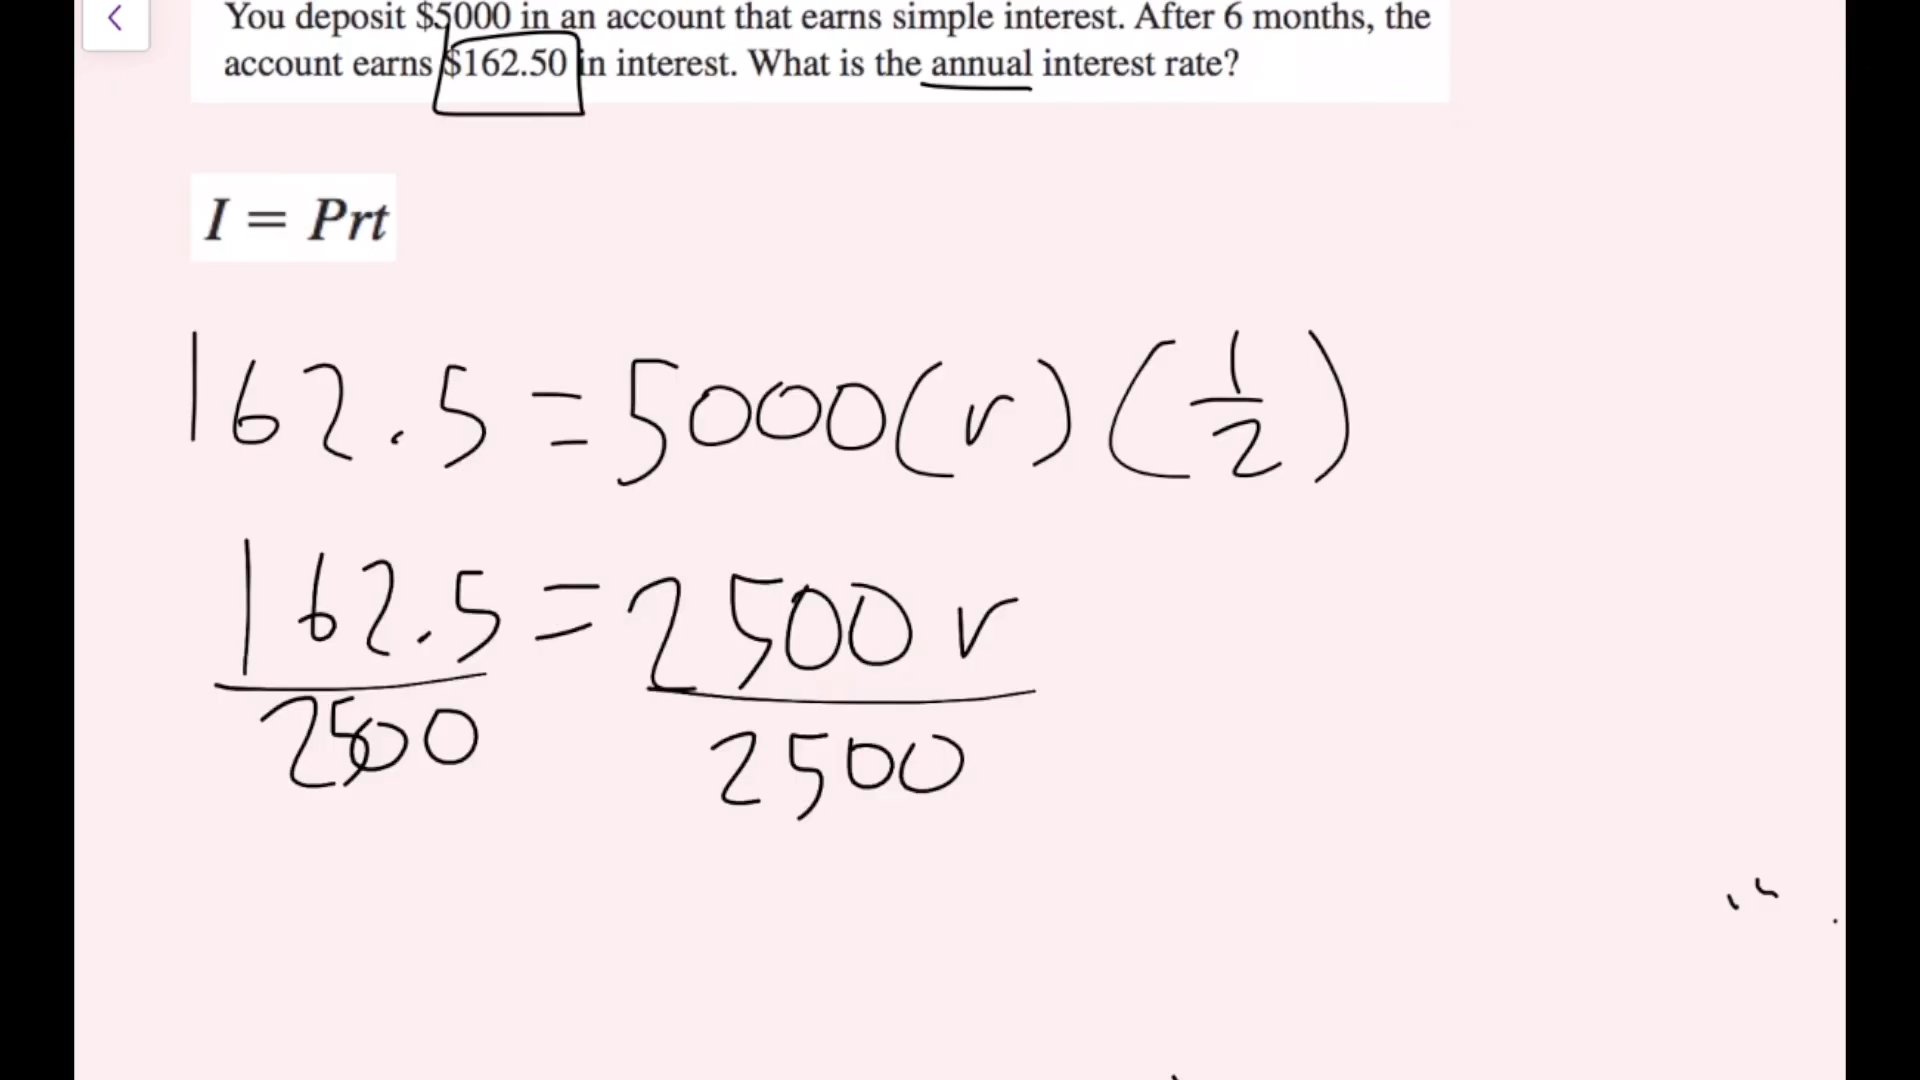 You deposit $5000 in an account that earns simple interest. After 6 months, the
account earns $162.50 in interest. What is the annual interest rate?
I = Prt
162.5 = 5000(r)(1/2)
162.5 = 2500r
2500 2500